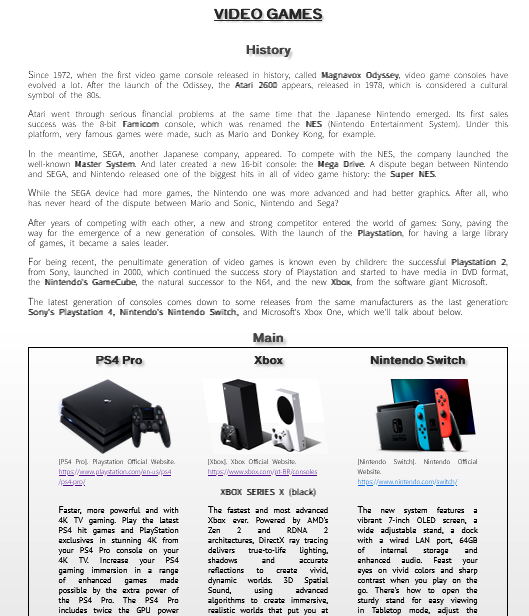 VIDEO GAMES
History
Since 1972, when the first video game console released in history, called Magnavox Odyssey, video game consoles have
evolved a lot. After the launch of the Odissey, the Atari 2600 appears, released in 1978, which is considered a cultural
symbol of the 80s.
Atari went through serious financial problems at the same time that the Japanese Nintendo emerged. Its first sales
success was the 8-bit Famicom console, which was renamed the NES (Nintendo Entertainment System). Under this
platform, very famous games were made, such as Mario and Donkey Kong, for example.
In the meantime, SEGA, another Japanese company, appeared. To compete with the NES, the company launched the
well-known Master System. And later created a new 16-bit console: the Mega Drive. A dispute began between Nintendo
and SEGA, and Nintendo released one of the biggest hits in all of video game history: the Super NES.
While the SEGA device had more games, the Nintendo one was more advanced and had better graphics. After all, who
has never heard of the dispute between Mario and Sonic, Nintendo and Sega?
After years of competing with each other, a new and strong competitor entered the world of games: Sony, paving the
way for the emergence of a new generation of consoles. With the launch of the Playstation, for having a large library
of games, it became a sales leader.
For being recent, the penultimate generation of video games is known even by children: the successful Playstation 2,
from Sony, launched in 2000, which continued the success story of Playstation and started to have media in DVD format,
the Nintendo's GameCube, the natural successor to the N64, and the new Xbox, from the software giant Microsoft.
The latest generation of consoles comes down to some releases from the same manufacturers as the last generation:
Sony's Playstation 4, Nintendo's Nintendo Switch, and Microsoft's Xbox One, which we'll talk about below.
Main
PS4 Pro
[PS4 Pro]. Playstation Official Website.
https://www.playstation.com/en-us/ps4
/ps4-pro/
Faster, more powerful and with
4K TV gaming. Play the latest
PS4 hit games and PlayStation
exclusives in stunning 4K from
your PS4 Pro console on your
4K TV. Increase your PS4
gaming immersion in a range
of enhanced games made
possible by the extra power of
the PS4 Pro. The PS4 Pro
includes twice the GPU power
Xbox
[Xbox]. Xbox Official Website.
https://www.xbox.com/pt-BR/consoles
XBOX SERIES X (black)
The fastest and most advanced
Xbox ever. Powered by AMD's
Zen 2 and RDNA 2
architectures, DirectX ray tracing
delivers true-to-life lighting,
shadows and accurate
reflections to create vivid,
dynamic worlds. 3D Spatial
Sound, using advanced
algorithms to create immersive,
realistic worlds that put you at
Nintendo Switch
[Nintendo Switch]. Nintendo Official
Website.
https://www.nintendo.com/switch/
The new system features a
vibrant 7-inch OLED screen, a
wide adjustable stand, a dock
with a wired LAN port, 64GB
of internal storage and
enhanced audio. Feast your
eyes on vivid colors and sharp
contrast when you play on the
go. There's how to open the
sturdy stand for easy viewing
in Tabletop mode, adjust the